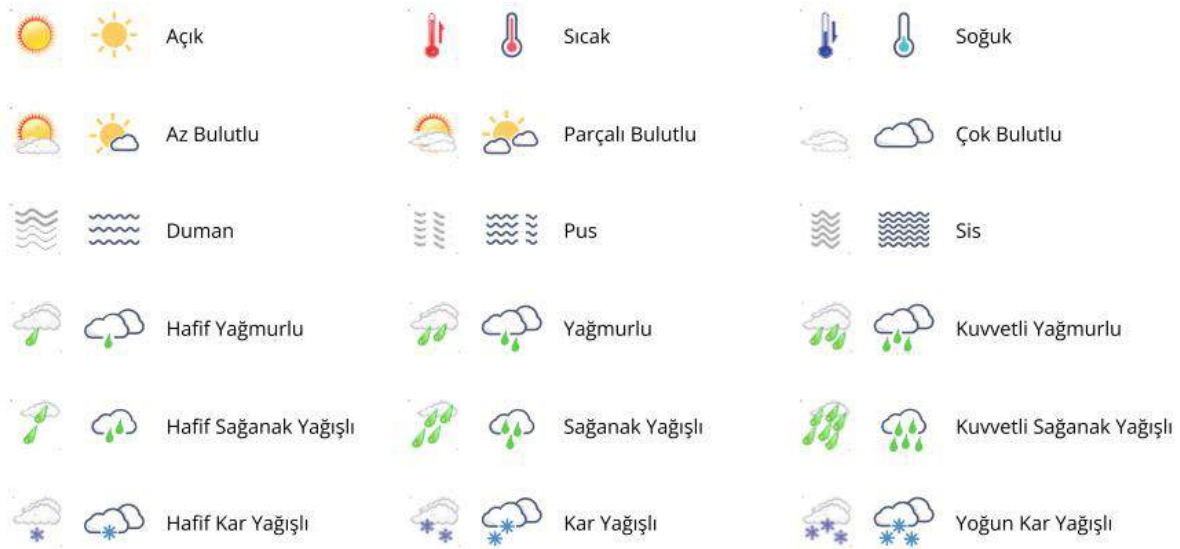 Açık
Sıcak
Soğuk
Az Bulutlu
Parçalı Bulutlu
Çok Bulutlu
Duman
Pus
Sis
Hafif Yağmurlu
Yağmurlu
Kuvvetli Yağmurlu
Hafif Sağanak Yağışlı
Sağanak Yağışlı
Kuvvetli Sağanak Yağışlı
Hafif Kar Yağışlı
Kar Yağışlı
Yoğun Kar Yağışlı